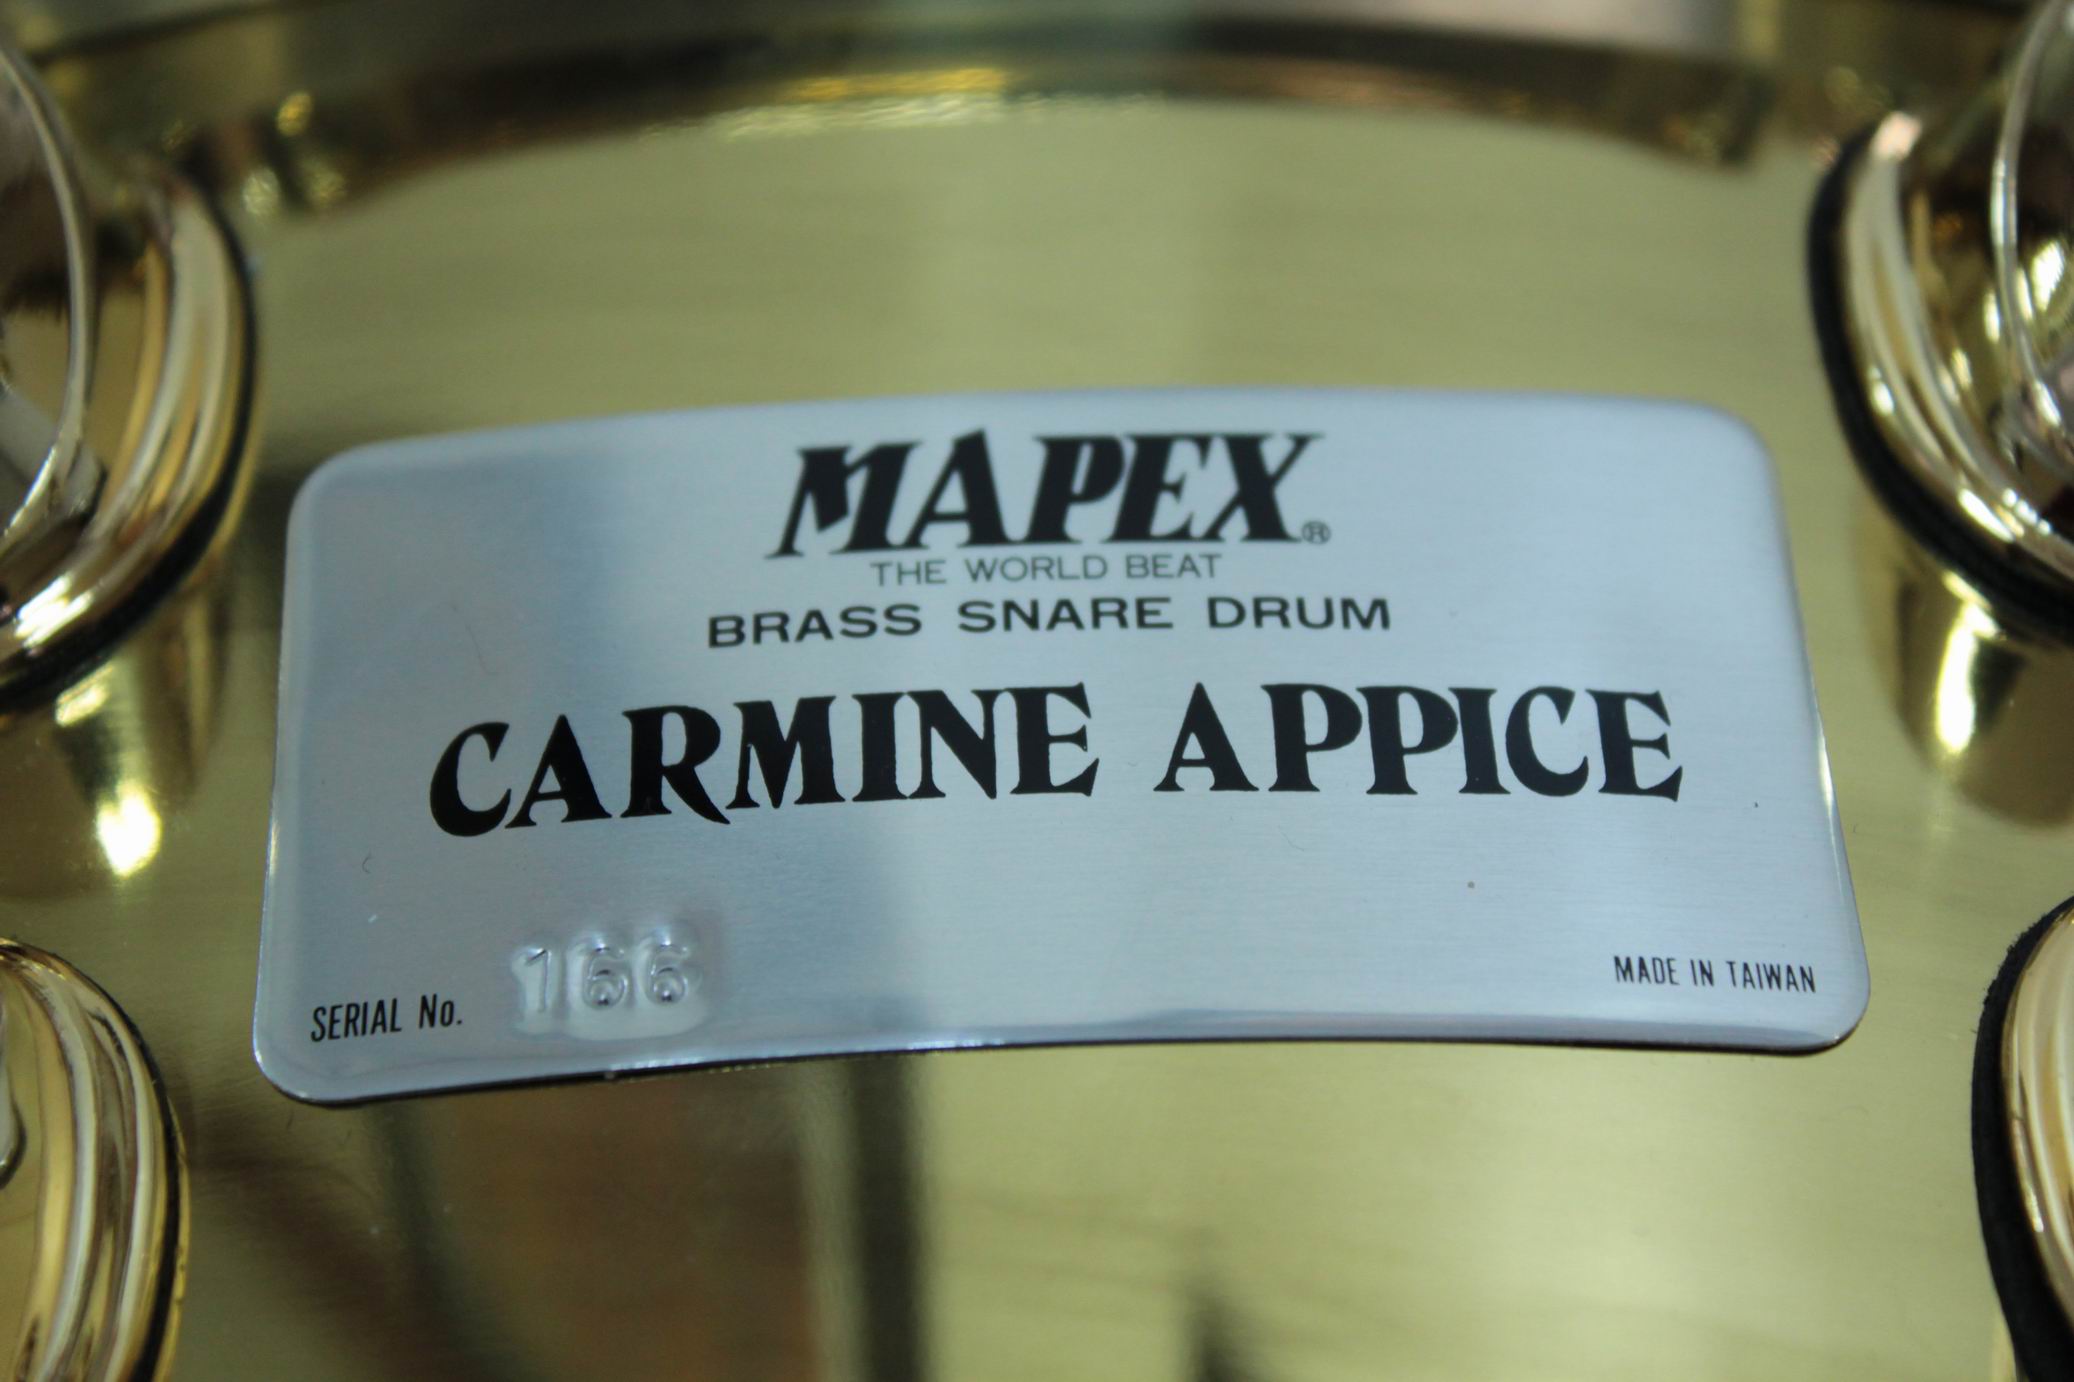 MAPEX®
THE WORLD BEAT
BRASS SNARE DRUM
CARMINE APPICE
SERIAL No. 166
MADE IN TAIWAN